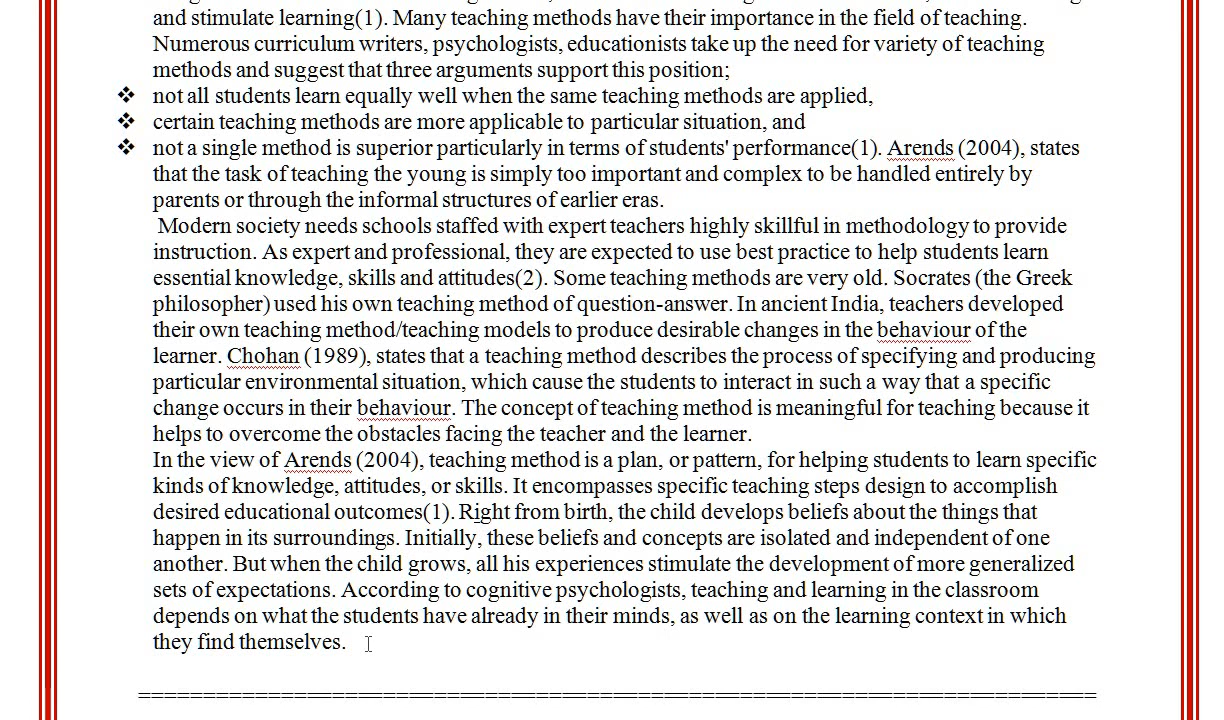 and stimulate learning(1). Many teaching methods have their importance in the field of teaching.
Numerous curriculum writers, psychologists, educationists take up the need for variety of teaching
methods and suggest that three arguments support this position;
❖ not all students learn equally well when the same teaching methods are applied,
❖ certain teaching methods are more applicable to particular situation, and
❖ not a single method is superior particularly in terms of students' performance(1). Arends (2004), states
that the task of teaching the young is simply too important and complex to be handled entirely by
parents or through the informal structures of earlier eras.
Modern society needs schools staffed with expert teachers highly skillful in methodology to provide
instruction. As expert and professional, they are expected to use best practice to help students learn
essential knowledge, skills and attitudes(2). Some teaching methods are very old. Socrates (the Greek
philosopher) used his own teaching method of question-answer. In ancient India, teachers developed
their own teaching method/teaching models to produce desirable changes in the behaviour of the
learner. Chohan (1989), states that a teaching method describes the process of specifying and producing
particular environmental situation, which cause the students to interact in such a way that a specific
change occurs in their behaviour. The concept of teaching method is meaningful for teaching because it
helps to overcome the obstacles facing the teacher and the learner.
In the view of Arends (2004), teaching method is a plan, or pattern, for helping students to learn specific
kinds of knowledge, attitudes, or skills. It encompasses specific teaching steps design to accomplish
desired educational outcomes(1). Right from birth, the child develops beliefs about the things that
happen in its surroundings. Initially, these beliefs and concepts are isolated and independent of one
another. But when the child grows, all his experiences stimulate the development of more generalized
sets of expectations. According to cognitive psychologists, teaching and learning in the classroom
depends on what the students have already in their minds, as well as on the learning context in which
they find themselves.